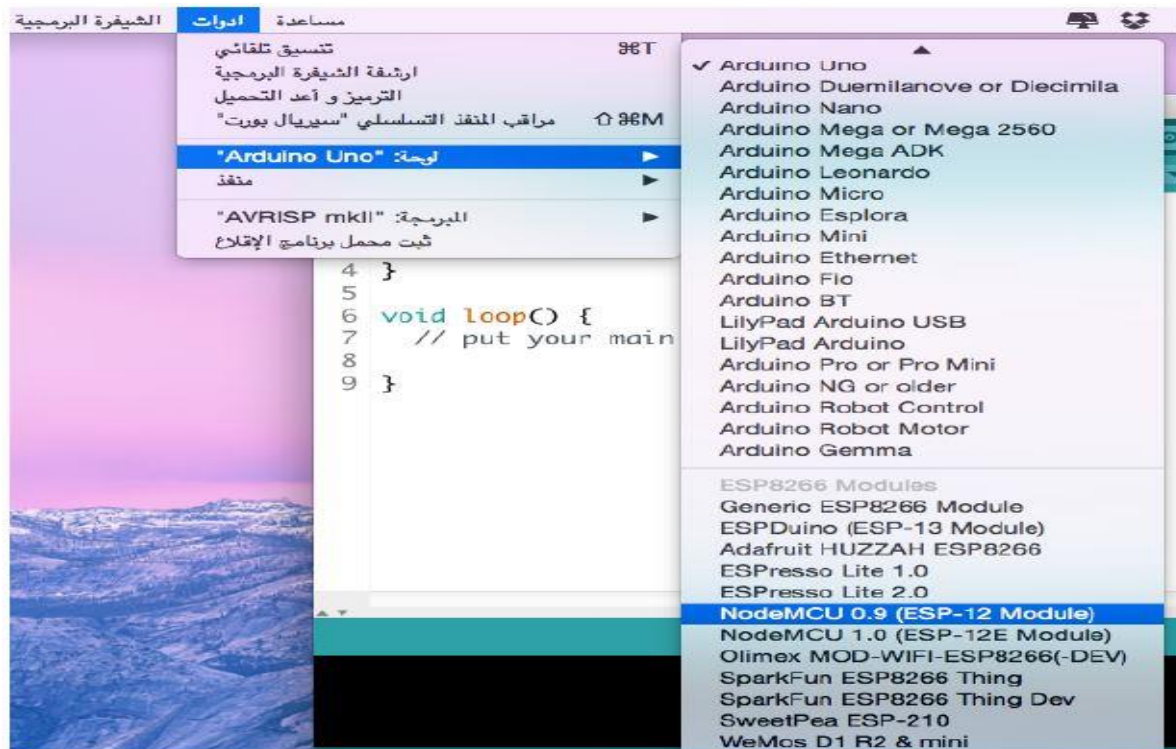 الشيفرة البرمجية ادوات مساعدة
تنسيق تلقائي ⌘T
ارشفة الشيفرة البرمجية
الترميز و أعد التحميل
مراقب المنفذ التسلسلي "سيريال بورت" ⇧⌘M
لوحة: "Arduino Uno"
منفذ
المبرمجة: "AVRISP mkII"
ثبت محمل برنامج الإقلاع
✓ Arduino Uno
Arduino Duemilanove or Diecimila
Arduino Nano
Arduino Mega or Mega 2560
Arduino Mega ADK
Arduino Leonardo
Arduino Micro
Arduino Esplora
Arduino Mini
Arduino Ethernet
Arduino Fio
Arduino BT
LilyPad Arduino USB
LilyPad Arduino
Arduino Pro or Pro Mini
Arduino NG or older
Arduino Robot Control
Arduino Robot Motor
Arduino Gemma
ESP8266 Modules
Generic ESP8266 Module
ESPDuino (ESP-13 Module)
Adafruit HUZZAH ESP8266
ESPresso Lite 1.0
ESPresso Lite 2.0
NodeMCU 0.9 (ESP-12 Module)
NodeMCU 1.0 (ESP-12E Module)
Olimex MOD-WIFI-ESP8266(-DEV)
SparkFun ESP8266 Thing
SparkFun ESP8266 Thing Dev
SweetPea ESP-210
WeMos D1 R2 & mini
4 }
5
6 void loop() {
7 // put your main
8
9 }